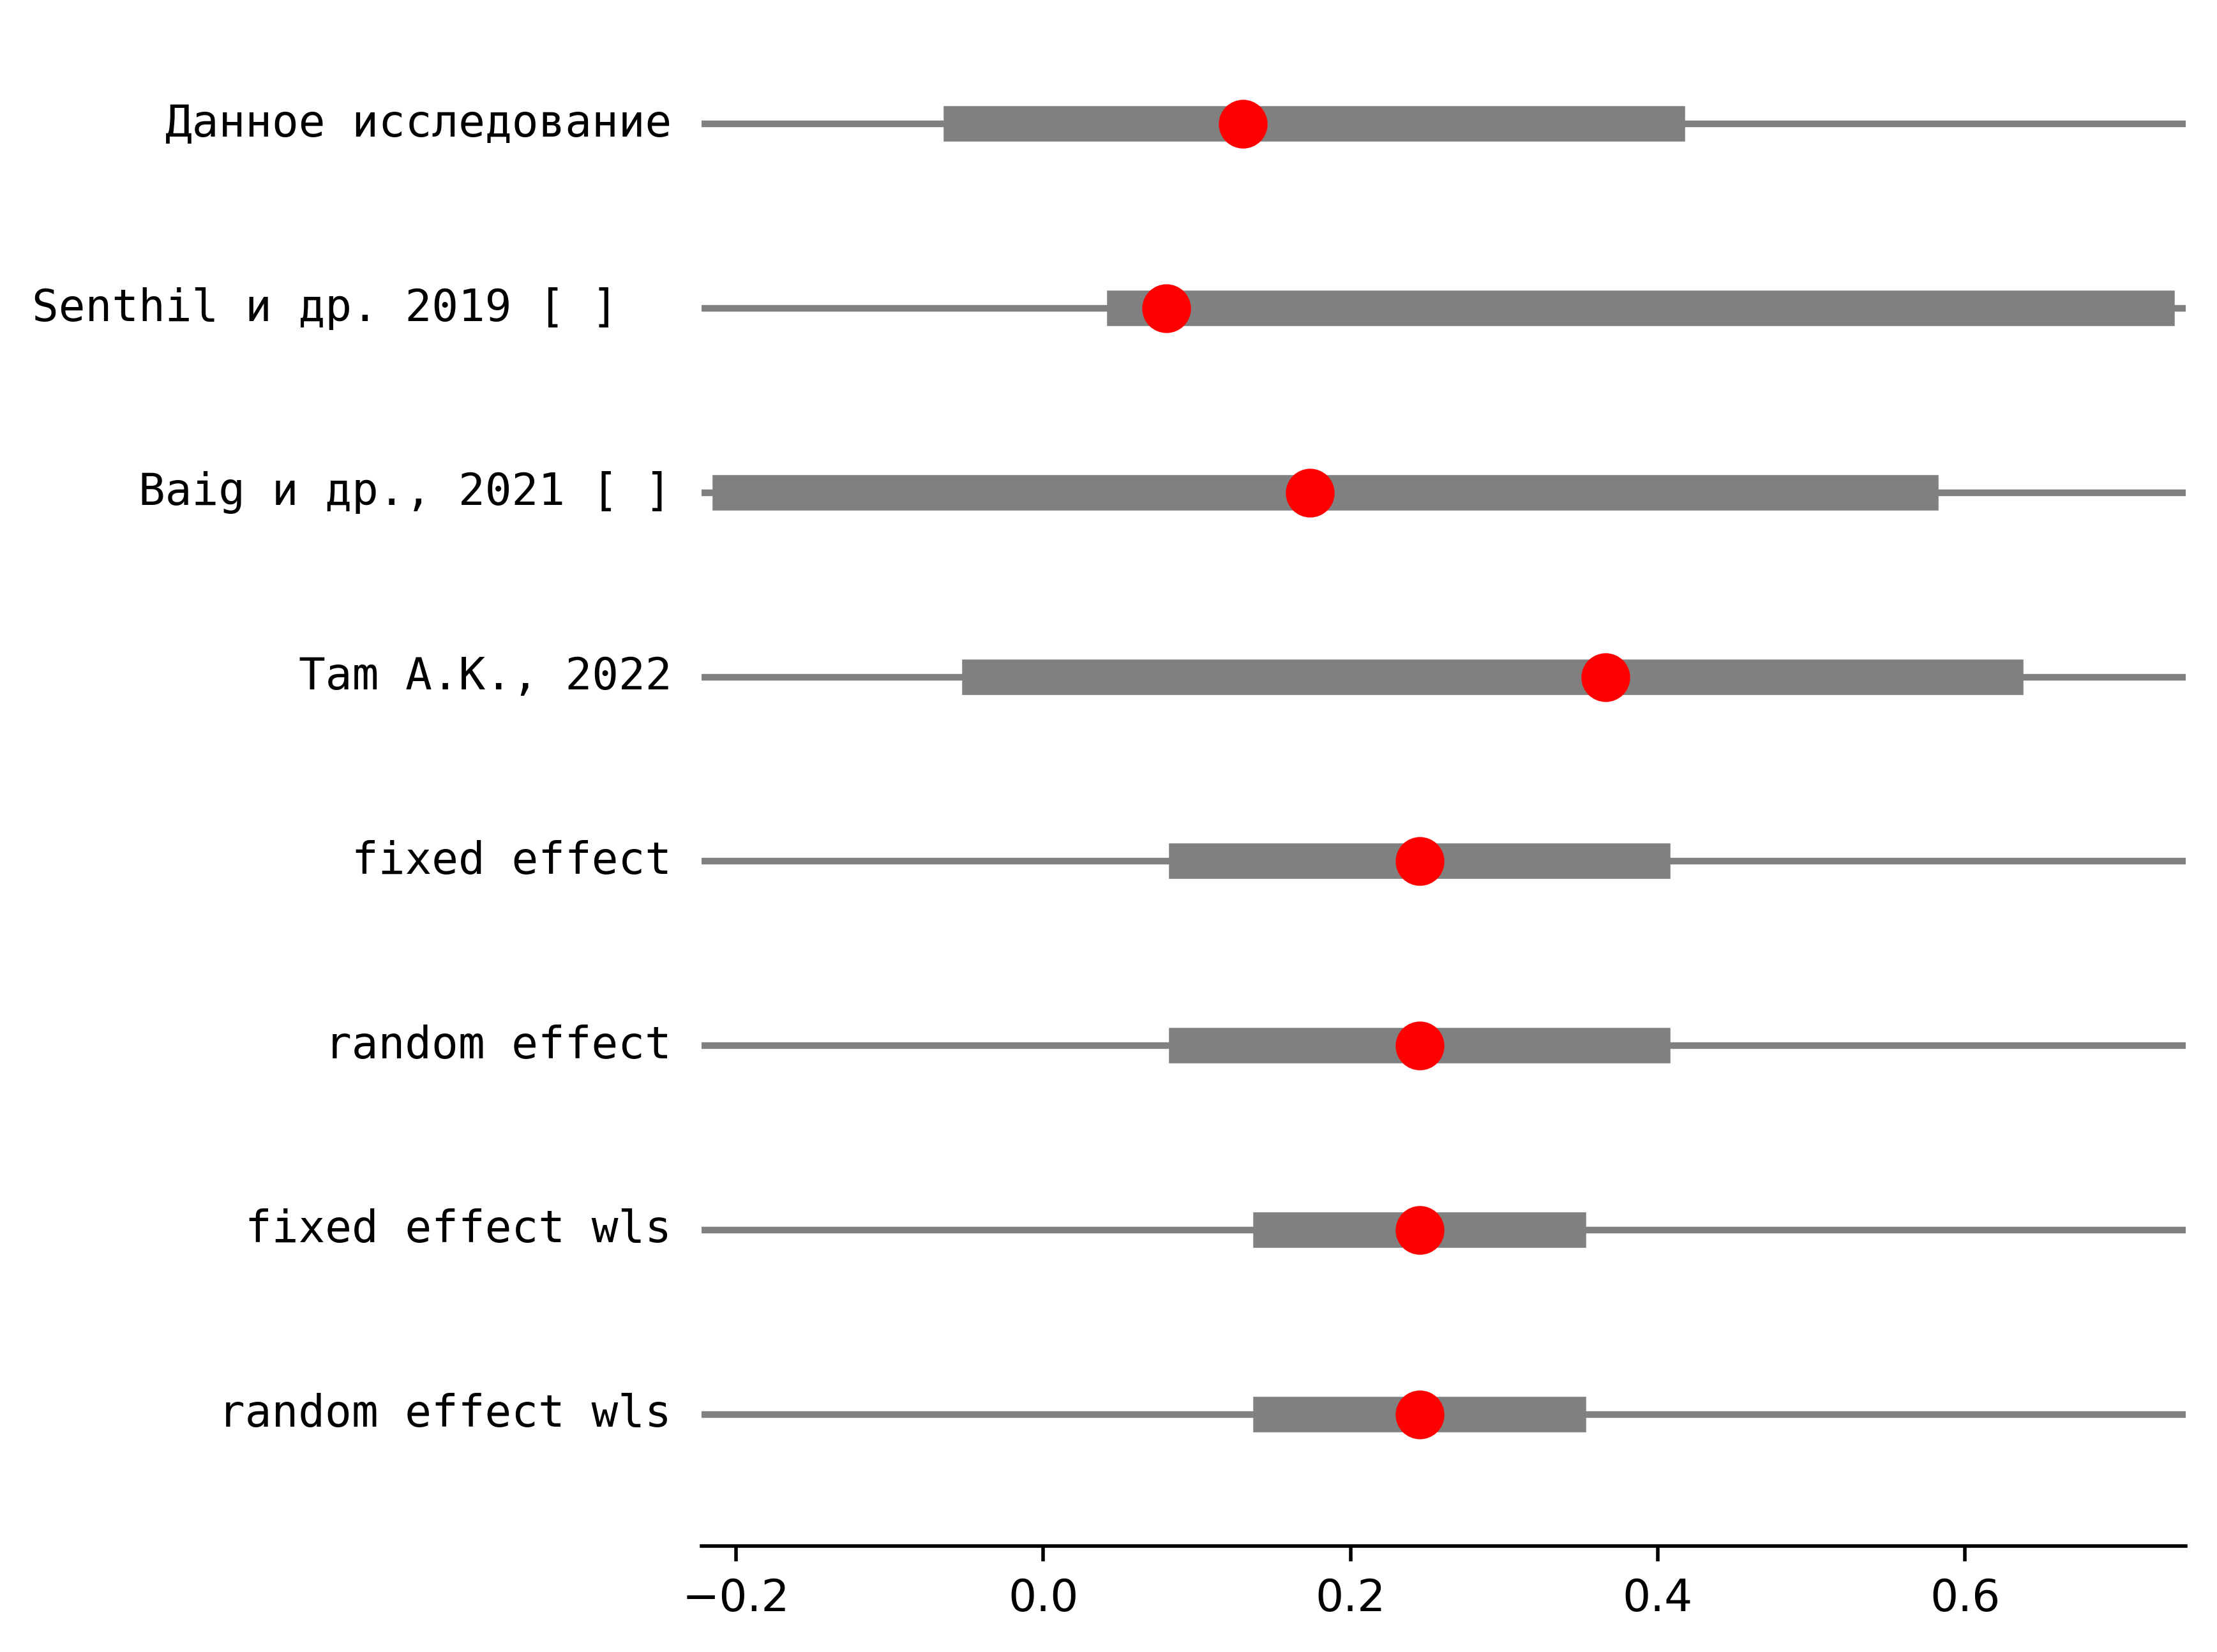 Данное исследование
Senthil и др. 2019 [ ]
Baig и др., 2021 [ ]
Tam A.K., 2022
fixed effect
random effect
fixed effect wls
random effect wls
−0.2 0.0 0.2 0.4 0.6